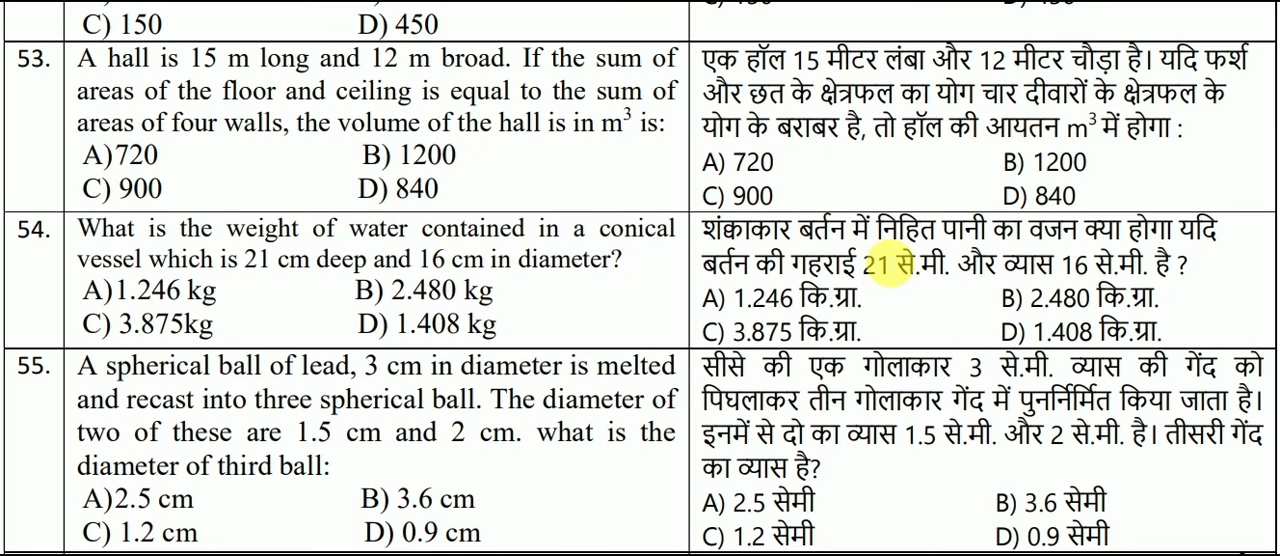 C) 150 D) 450
53. A hall is 15 m long and 12 m broad. If the sum of
areas of the floor and ceiling is equal to the sum of
areas of four walls, the volume of the hall is in m³ is:
A)720 B) 1200
C) 900 D) 840
एक हॉल 15 मीटर लंबा और 12 मीटर चौड़ा है। यदि फर्श
और छत के क्षेत्रफल का योग चार दीवारों के क्षेत्रफल के
योग के बराबर है, तो हॉल की आयतन m³ में होगा :
A) 720 B) 1200
C) 900 D) 840
54. What is the weight of water contained in a conical
vessel which is 21 cm deep and 16 cm in diameter?
A)1.246 kg B) 2.480 kg
C) 3.875kg D) 1.408 kg
शंक्वाकार बर्तन में निहित पानी का वजन क्या होगा यदि
बर्तन की गहराई 21 से.मी. और व्यास 16 से.मी. है ?
A) 1.246 कि.ग्रा. B) 2.480 कि.ग्रा.
C) 3.875 कि.ग्रा. D) 1.408 कि.ग्रा.
55. A spherical ball of lead, 3 cm in diameter is melted
and recast into three spherical ball. The diameter of
two of these are 1.5 cm and 2 cm. what is the
diameter of third ball:
A)2.5 cm B) 3.6 cm
C) 1.2 cm D) 0.9 cm
सीसे की एक गोलाकार 3 से.मी. व्यास की गेंद को
पिघलाकर तीन गोलाकार गेंद में पुनर्निर्मित किया जाता है।
इनमें से दो का व्यास 1.5 से.मी. और 2 से.मी. है। तीसरी गेंद
का व्यास है?
A) 2.5 सेमी B) 3.6 सेमी
C) 1.2 सेमी D) 0.9 सेमी